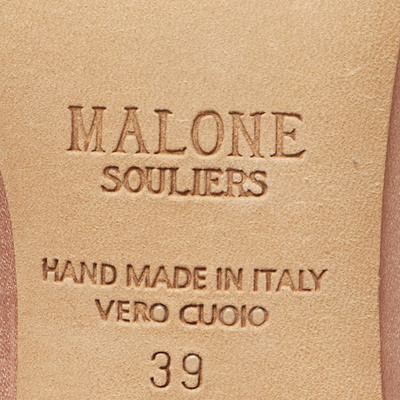 MALONE
SOULIERS
HAND MADE IN ITALY
VERO CUOIO
39